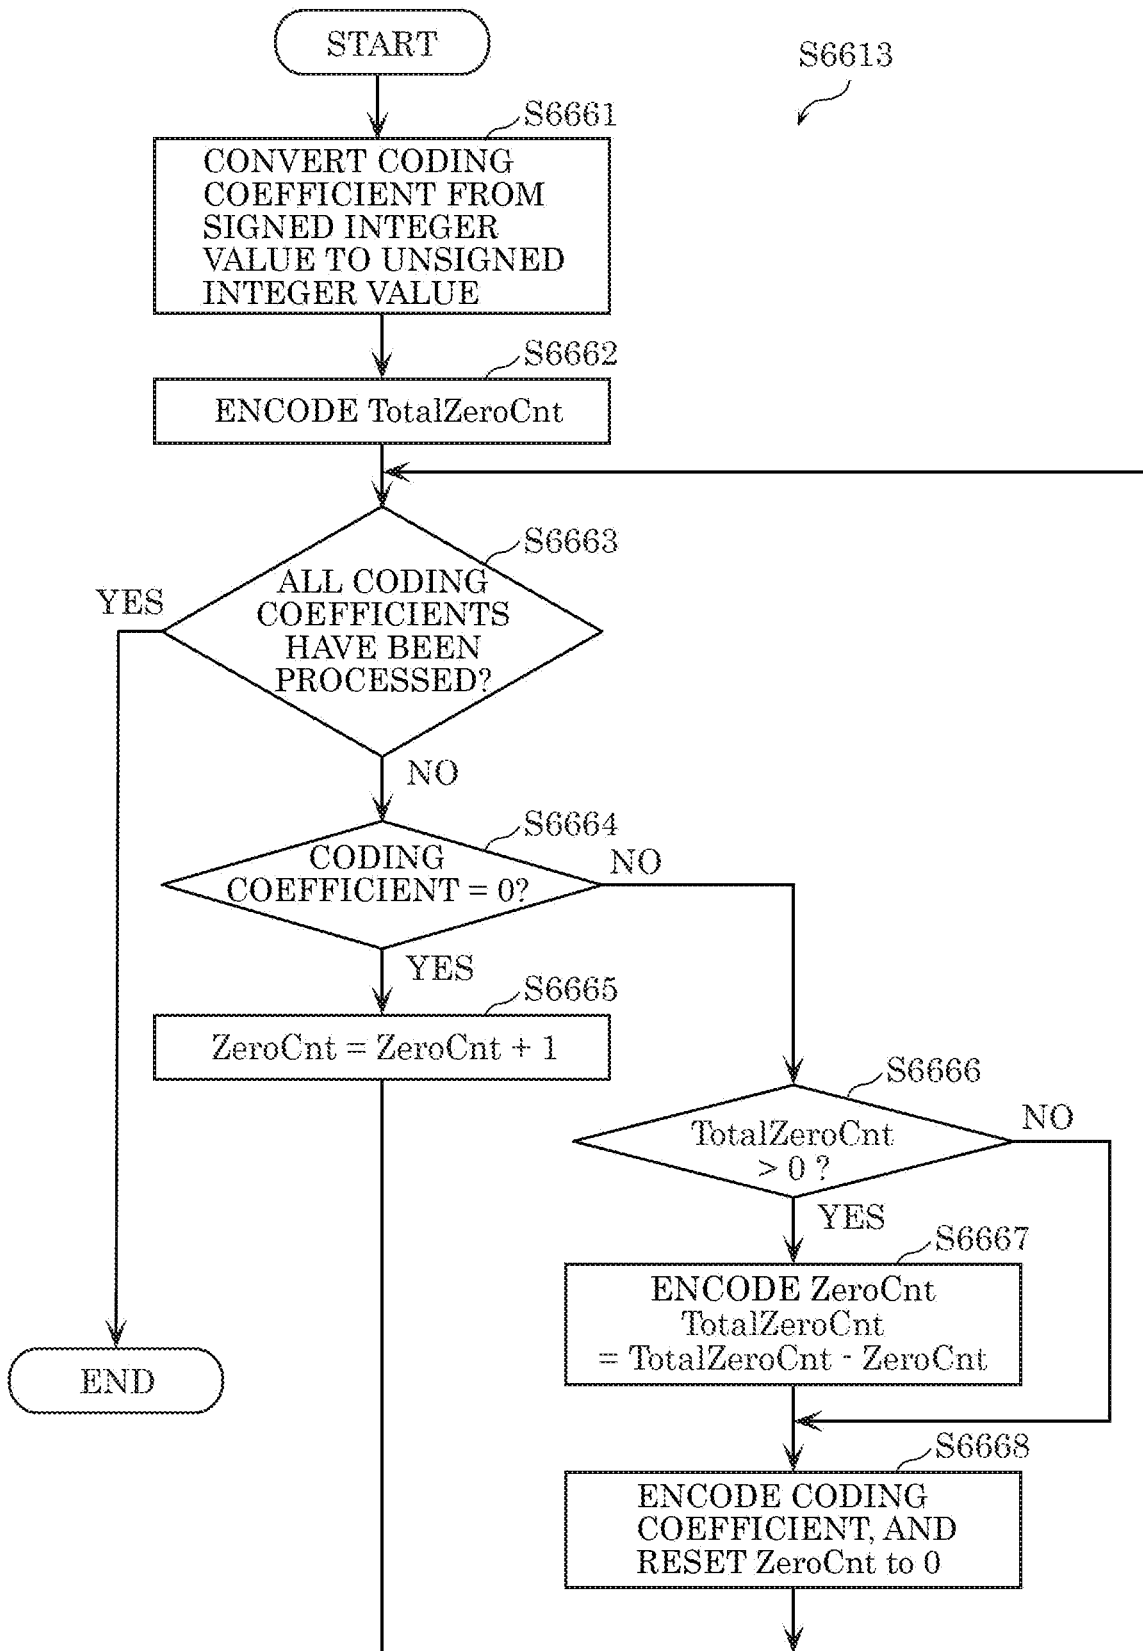 START
S6613
S6661
CONVERT CODING
COEFFICIENT FROM
SIGNED INTEGER
VALUE TO UNSIGNED
INTEGER VALUE
S6662
ENCODE TotalZeroCnt
S6663
ALL CODING
COEFFICIENTS
HAVE BEEN
PROCESSED?
YES
NO
S6664
CODING
COEFFICIENT = 0?
NO
YES
S6665
ZeroCnt = ZeroCnt + 1
S6666
TotalZeroCnt
> 0 ?
NO
YES
S6667
ENCODE ZeroCnt
TotalZeroCnt
= TotalZeroCnt - ZeroCnt
END
S6668
ENCODE CODING
COEFFICIENT, AND
RESET ZeroCnt to 0